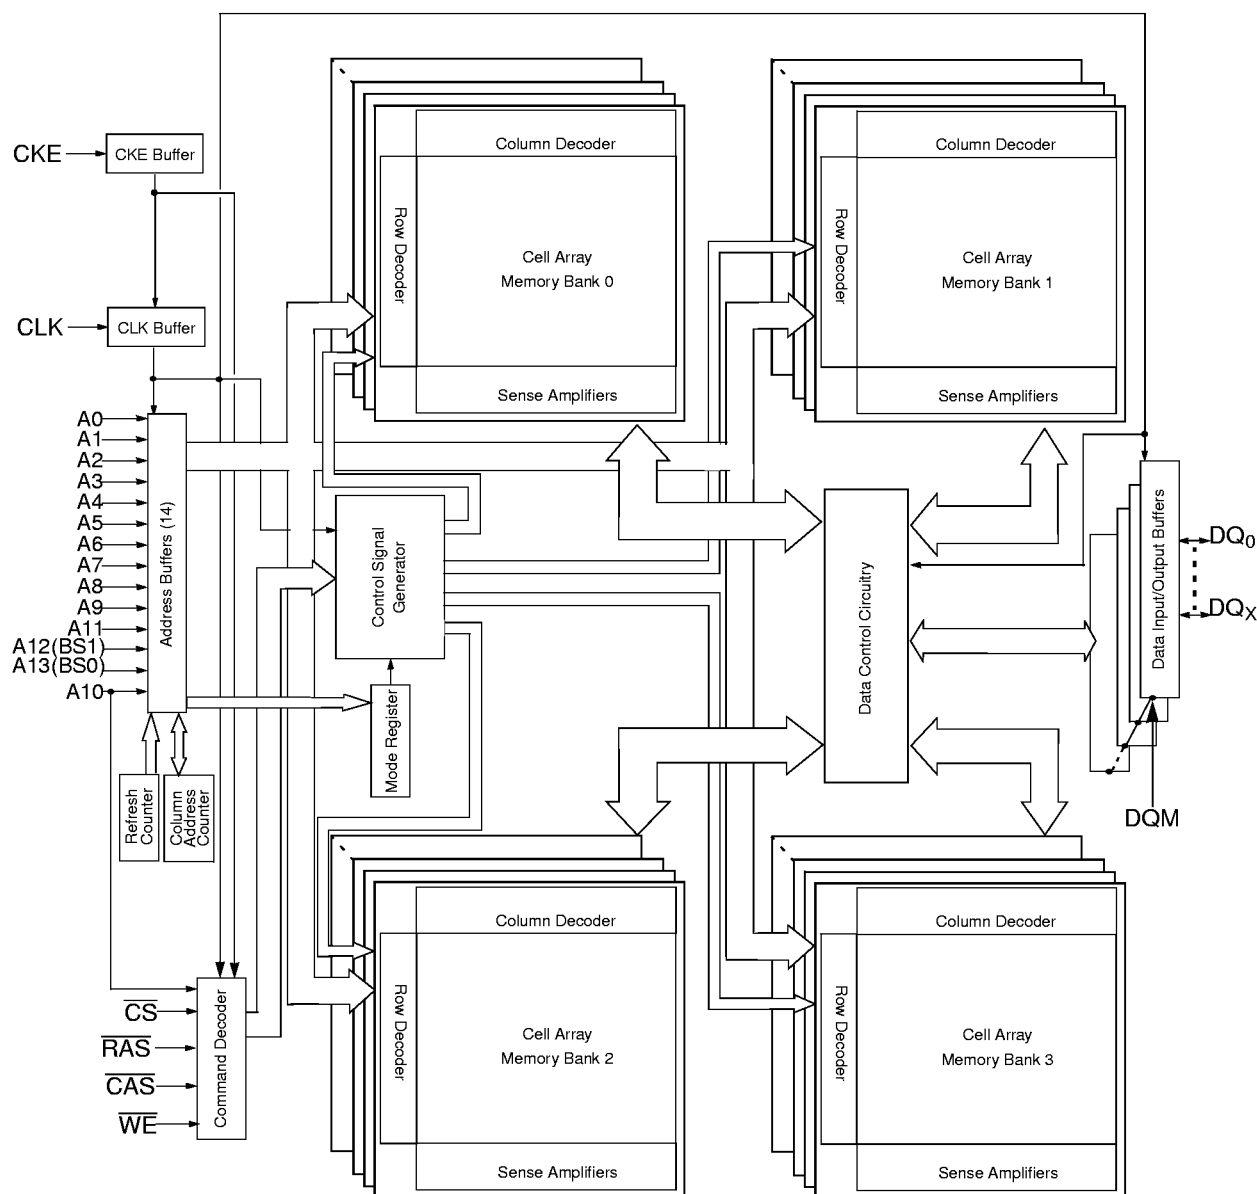 CKE
CKE Buffer
CLK
CLK Buffer
A0
A1
A2
A3
A4
A5
A6
A7
A8
A9
A11
A12(BS1)
A13(BS0)
A10
Address Buffers (14)
Refresh
Counter
Column
Address
Counter
CS
RAS
CAS
WE
Command Decoder
Control Signal
Generator
Mode Register
Column Decoder
Row Decoder
Cell Array
Memory Bank 0
Sense Amplifiers
Column Decoder
Row Decoder
Cell Array
Memory Bank 1
Sense Amplifiers
Data Control Circuitry
Data Input/Output Buffers
DQ0
DQX
DQM
Column Decoder
Row Decoder
Cell Array
Memory Bank 2
Sense Amplifiers
Column Decoder
Row Decoder
Cell Array
Memory Bank 3
Sense Amplifiers